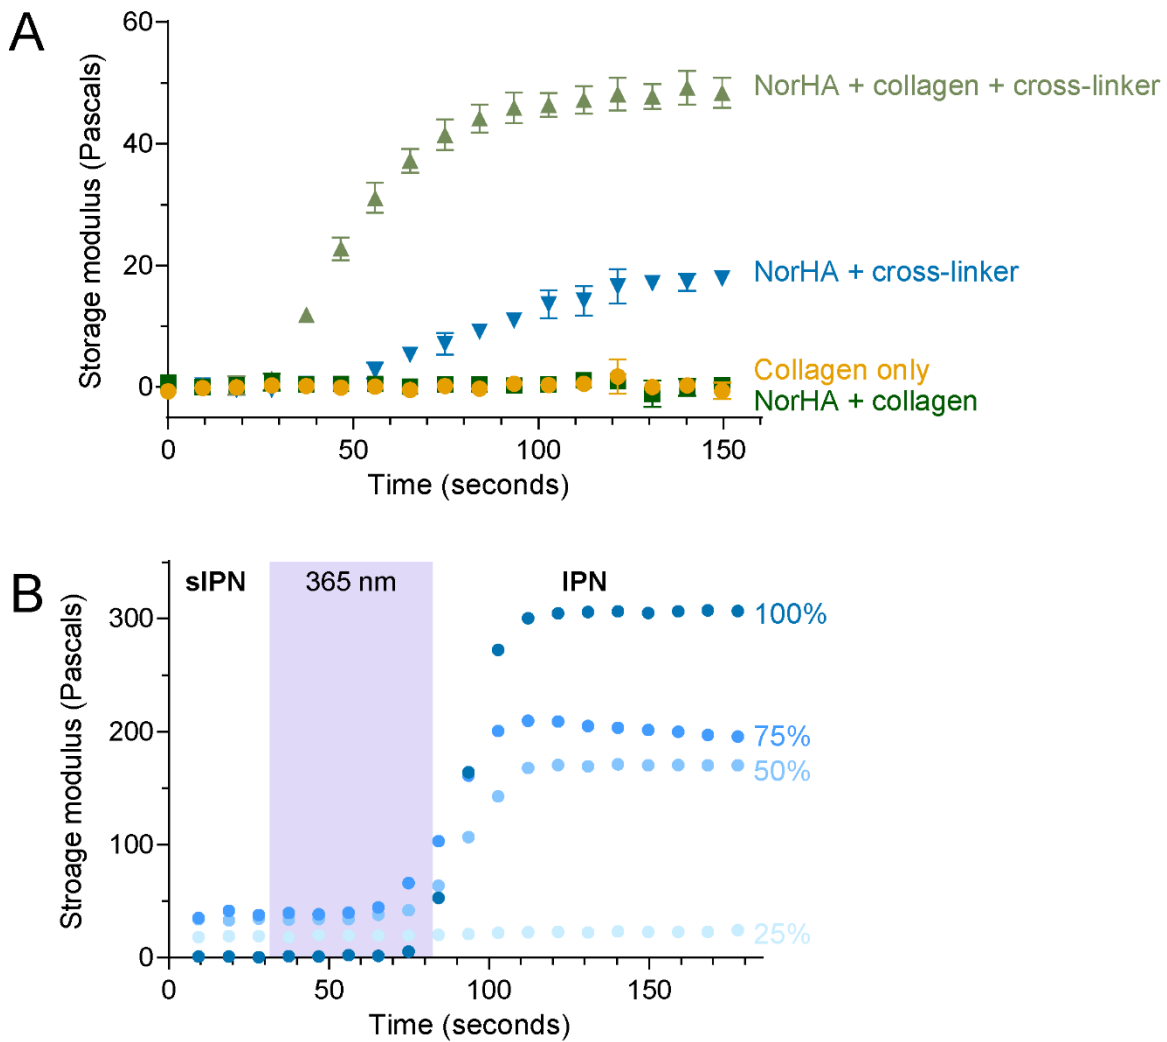 A
Storage modulus (Pascals)
60
40
20
0
NorHA + collagen + cross-linker
NorHA + cross-linker
Collagen only
NorHA + collagen
0
50
100
150
Time (seconds)
B
Stroage modulus (Pascals)
300
200
100
0
sIPN
365 nm
IPN
100%
75%
50%
25%
0
50
100
150
Time (seconds)